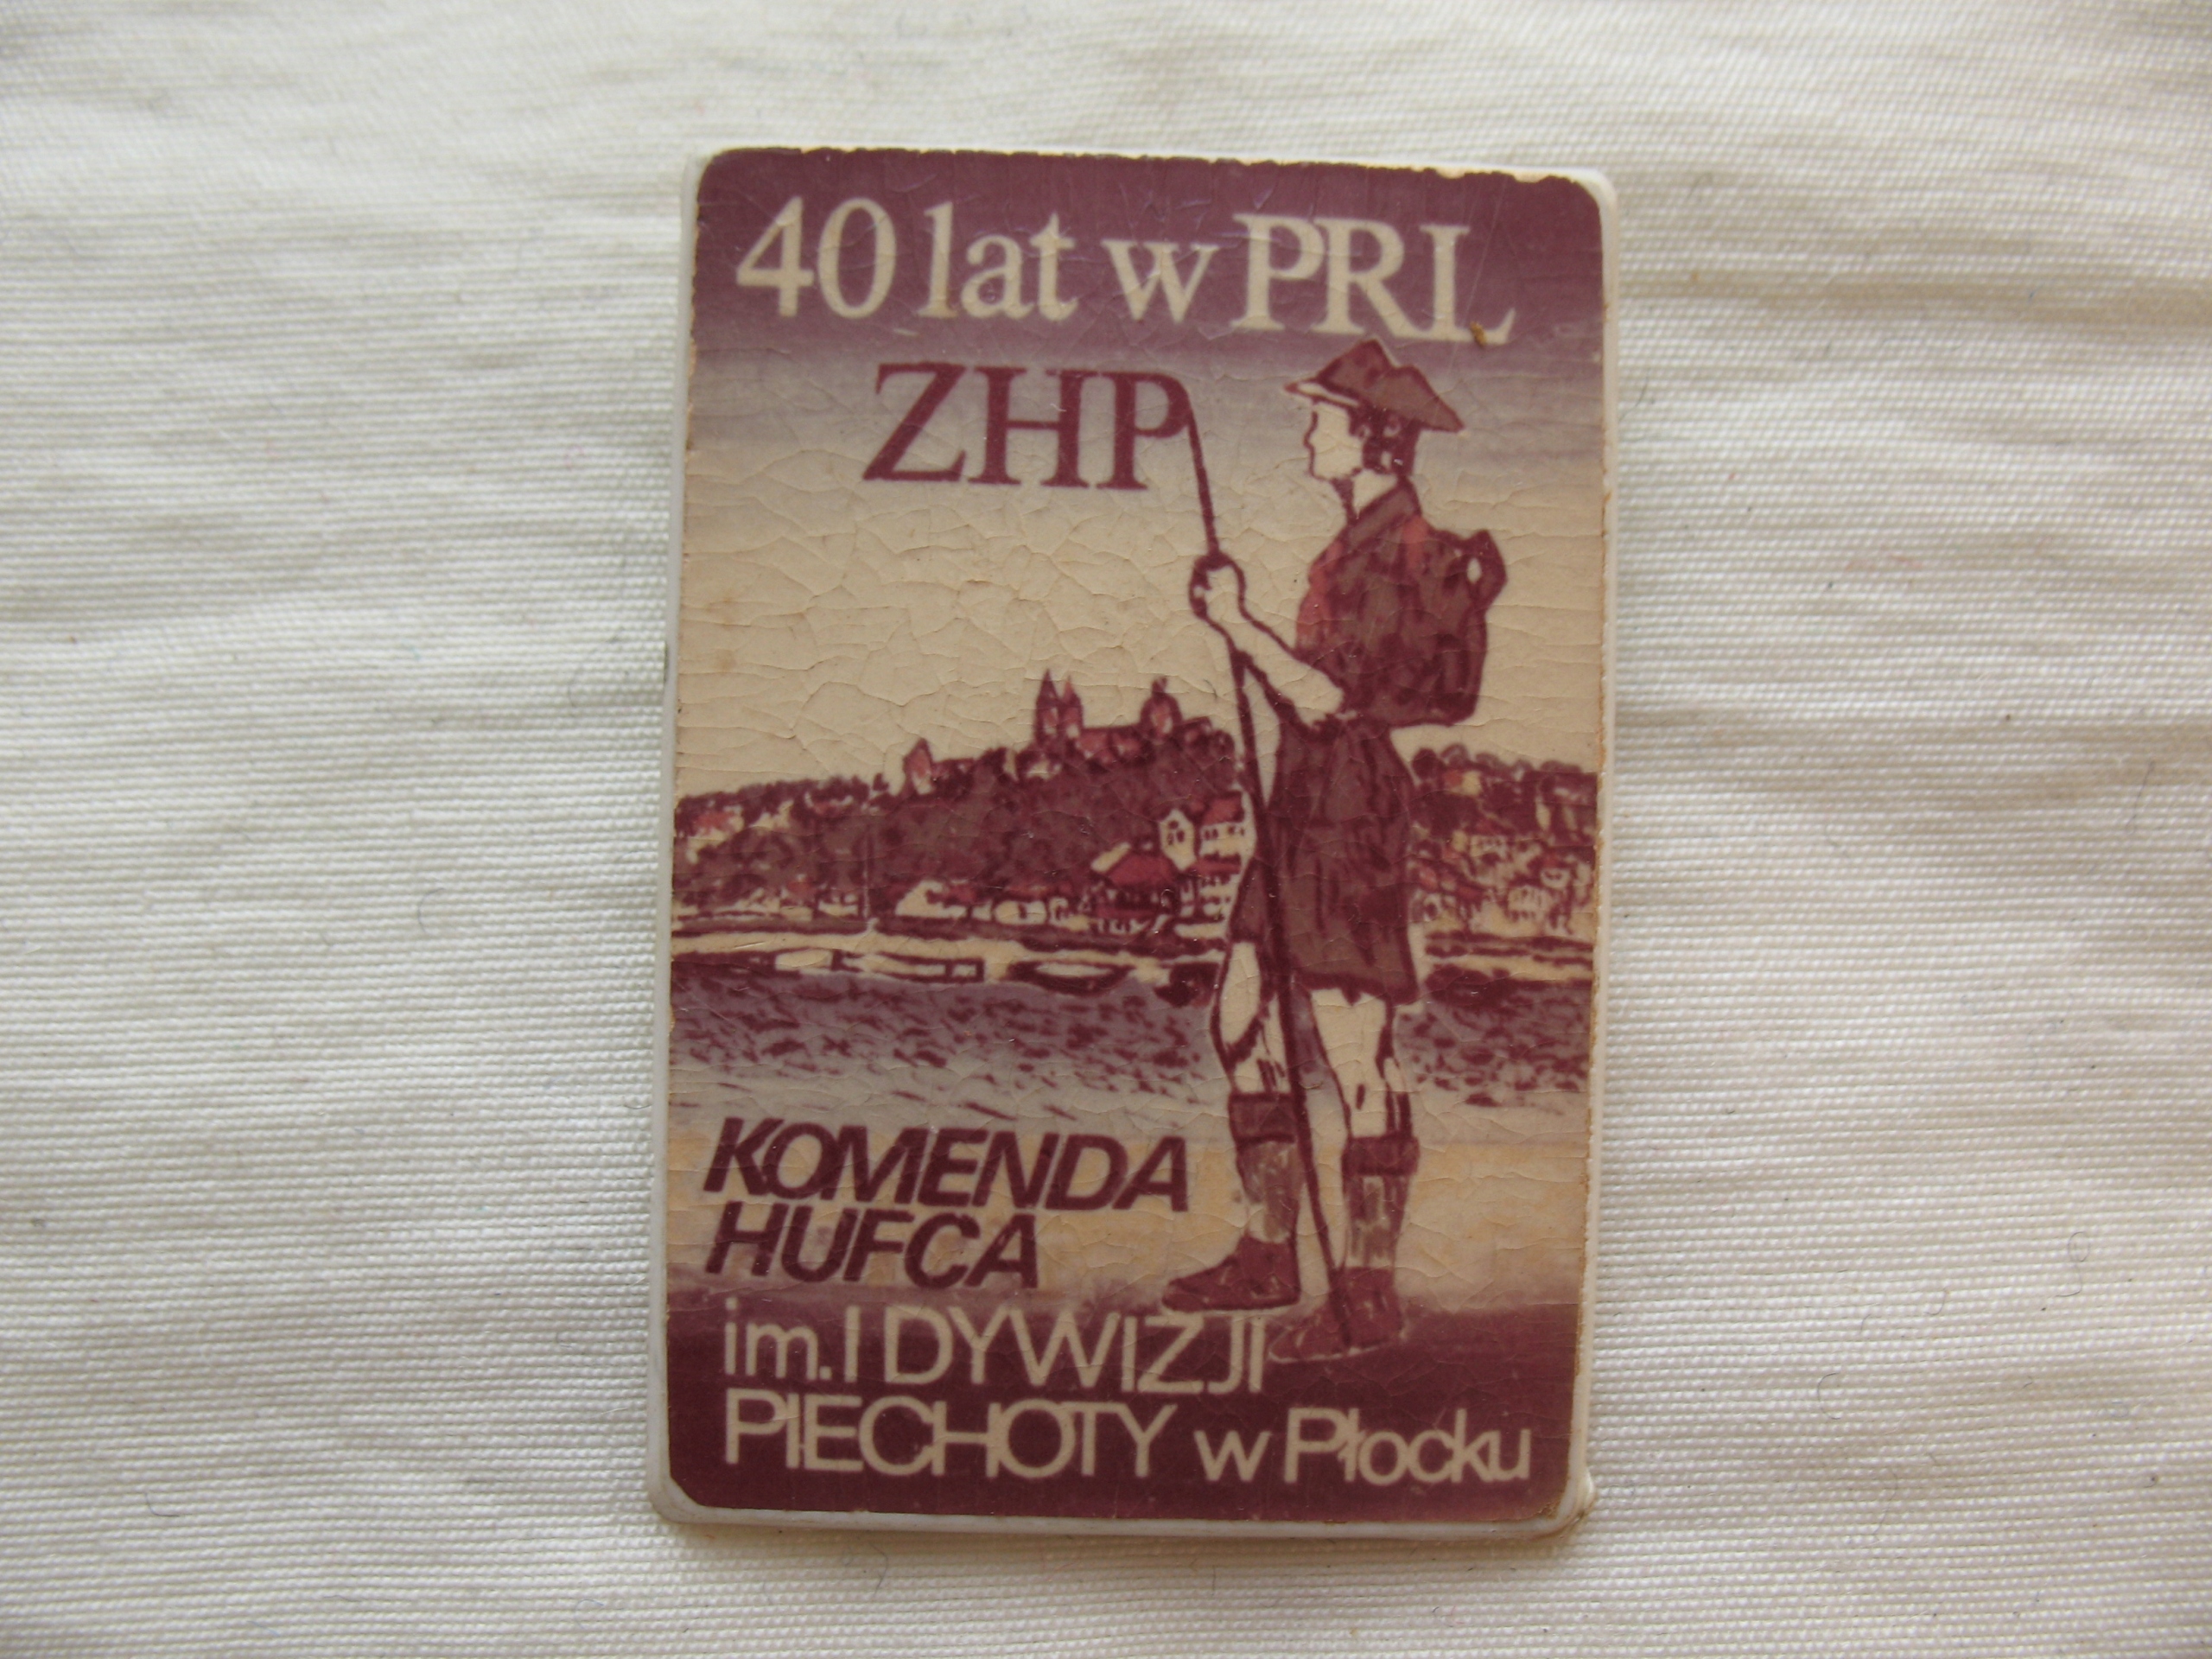 40 lat w PRL
ZHP
KOMENDA
HUFCA
im. I DYWIZJI
PIECHOTY w Płocku